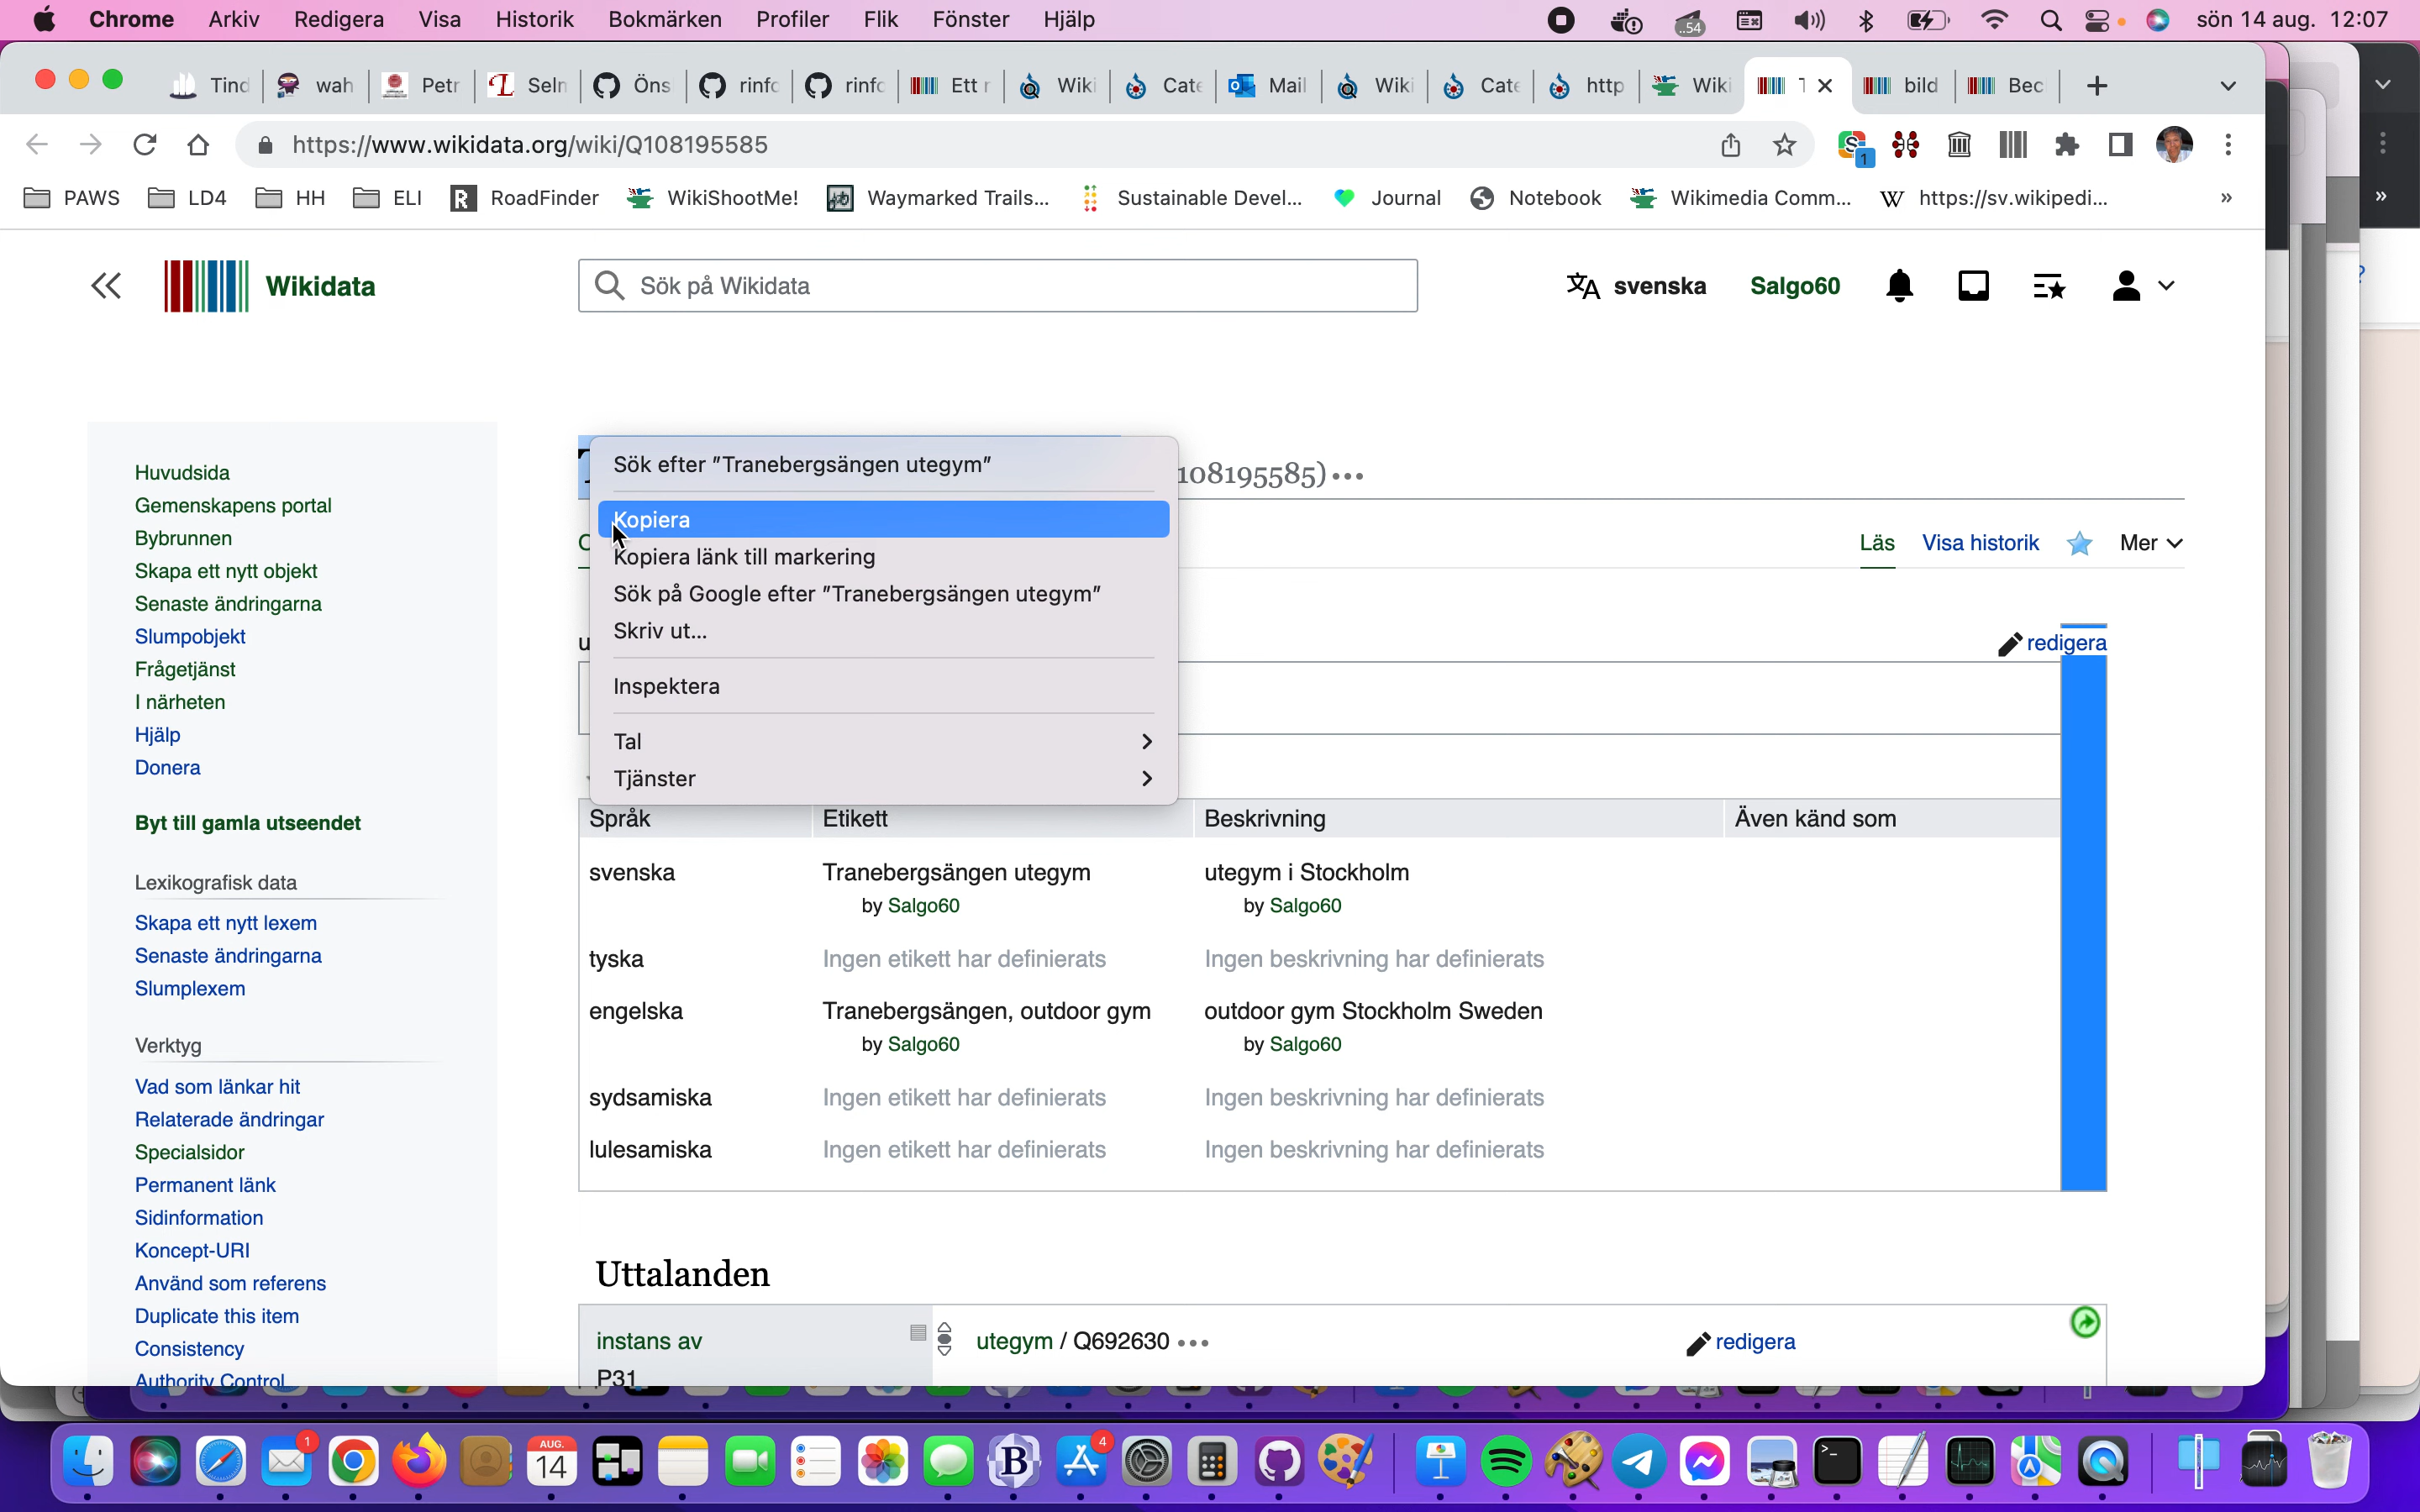 Chrome Arkiv Redigera Visa Historik Bokmärken Profiler Flik Fönster Hjälp ..54 sön 14 aug. 12:07
Tind wah Petr Seln Öns rinfo rinfo Ett r Wiki Cate Mail Wiki Cate http Wiki T bild Bec
https://www.wikidata.org/wiki/Q108195585
1
PAWS LD4 HH ELI RoadFinder WikiShootMe! Waymarked Trails... Sustainable Devel... Journal Notebook Wikimedia Comm... https://sv.wikipedi... »
Wikidata
Sök på Wikidata
svenska Salgo60
108195585)
Sök efter "Tranebergsängen utegym"
Kopiera
Kopiera länk till markering
Sök på Google efter "Tranebergsängen utegym"
Skriv ut...
Inspektera
Tal
Tjänster
Läs Visa historik Mer
redigera
Huvudsida
Gemenskapens portal
Bybrunnen
Skapa ett nytt objekt
Senaste ändringarna
Slumpobjekt
Frågetjänst
I närheten
Hjälp
Donera
Byt till gamla utseendet
Lexikografisk data
Skapa ett nytt lexem
Senaste ändringarna
Slumplexem
Verktyg
Vad som länkar hit
Relaterade ändringar
Specialsidor
Permanent länk
Sidinformation
Koncept-URI
Använd som referens
Duplicate this item
Consistency
Authority Control
Språk Etikett Beskrivning Även känd som
svenska Tranebergsängen utegym utegym i Stockholm
by Salgo60 by Salgo60
tyska Ingen etikett har definierats Ingen beskrivning har definierats
engelska Tranebergsängen, outdoor gym outdoor gym Stockholm Sweden
by Salgo60 by Salgo60
sydsamiska Ingen etikett har definierats Ingen beskrivning har definierats
lulesamiska Ingen etikett har definierats Ingen beskrivning har definierats
Uttalanden
instans av utegym / Q692630 redigera
P31
1 AUG. 14 4